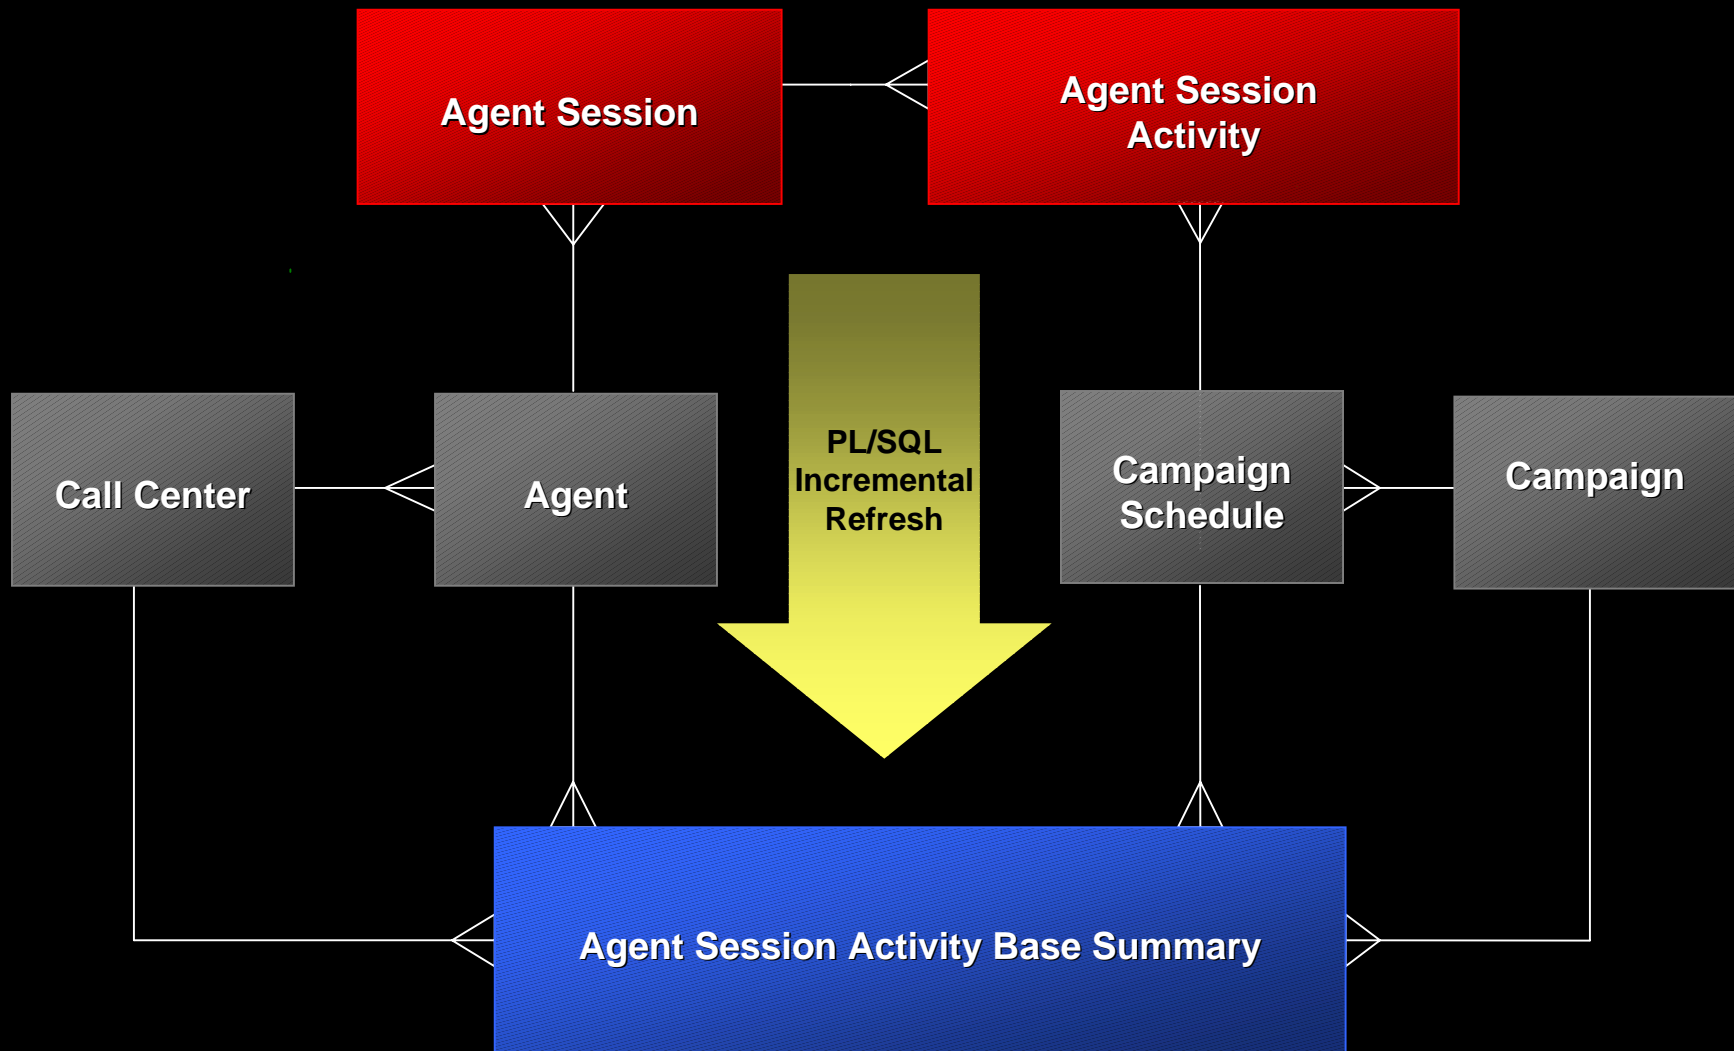 Agent Session
Agent Session
Activity
Call Center
Agent
PL/SQL
Incremental
Refresh
Campaign
Schedule
Campaign
Agent Session Activity Base Summary